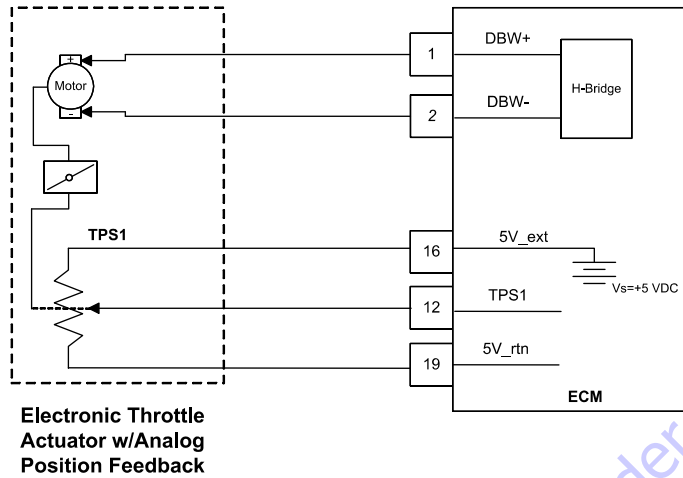 +
Motor
-
1
DBW+
2
DBW-
H-Bridge
TPS1
16
5V_ext
Vs=+5 VDC
12
TPS1
19
5V_rtn
ECM
Electronic Throttle
Actuator w/Analog
Position Feedback